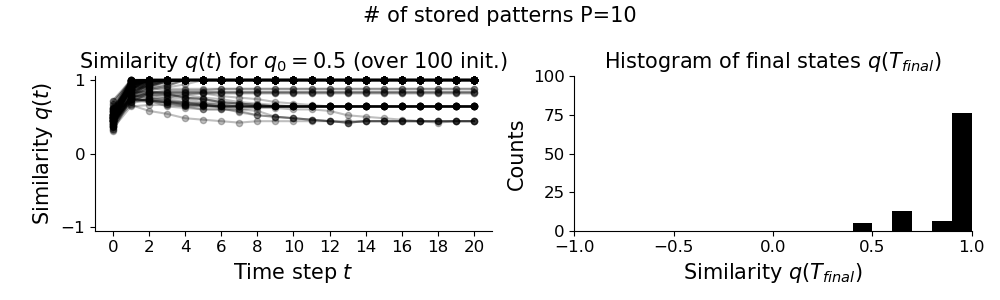 # of stored patterns P=10
Similarity q(t) for q₀ = 0.5 (over 100 init.)
Similarity q(t)
1
0
−1
0 2 4 6 8 10 12 14 16 18 20
Time step t
Histogram of final states q(T_final)
Counts
100
75
50
25
0
−1.0 −0.5 0.0 0.5 1.0
Similarity q(T_final)